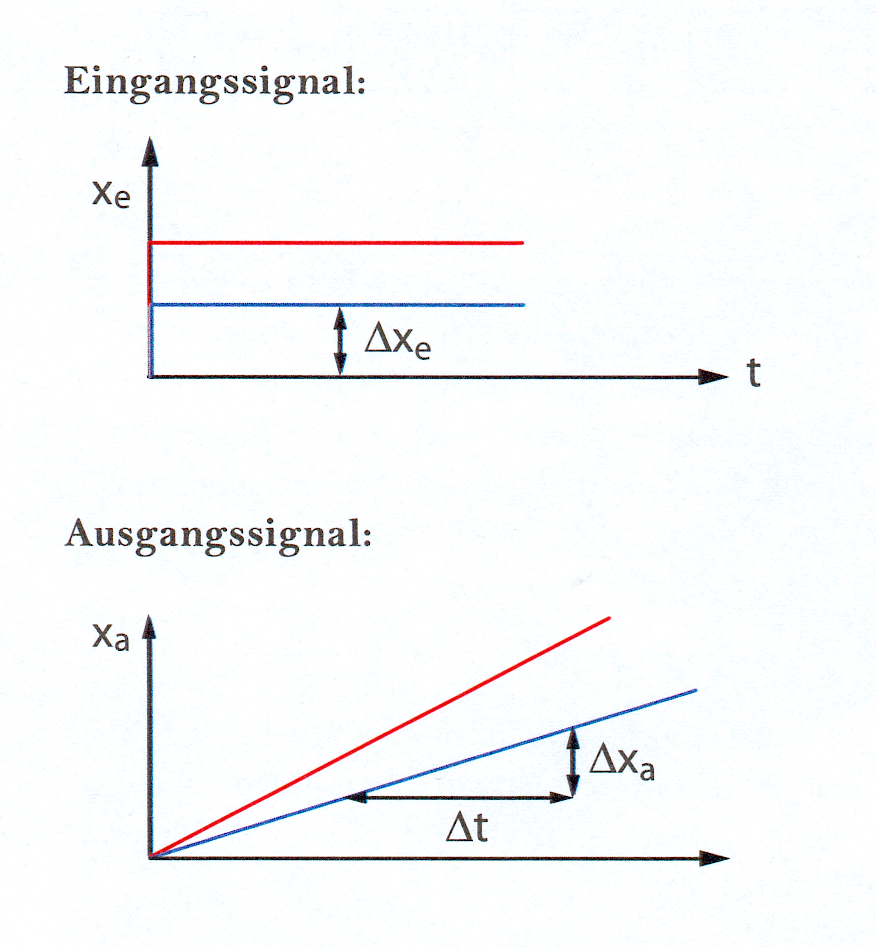 Eingangssignal:
xe
Δxe
t
Ausgangssignal:
xa
Δxa
Δt